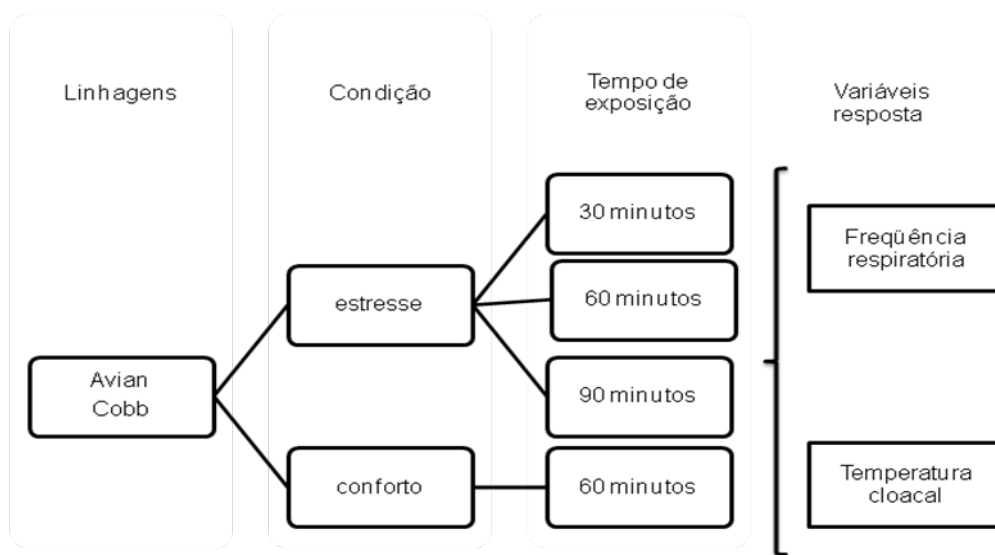 Linhagens
Condição
Tempo de
exposição
Variáveis
resposta
30 minutos
Freqüência
respiratória
estresse
60 minutos
Avian
Cobb
90 minutos
conforto
60 minutos
Temperatura
cloacal